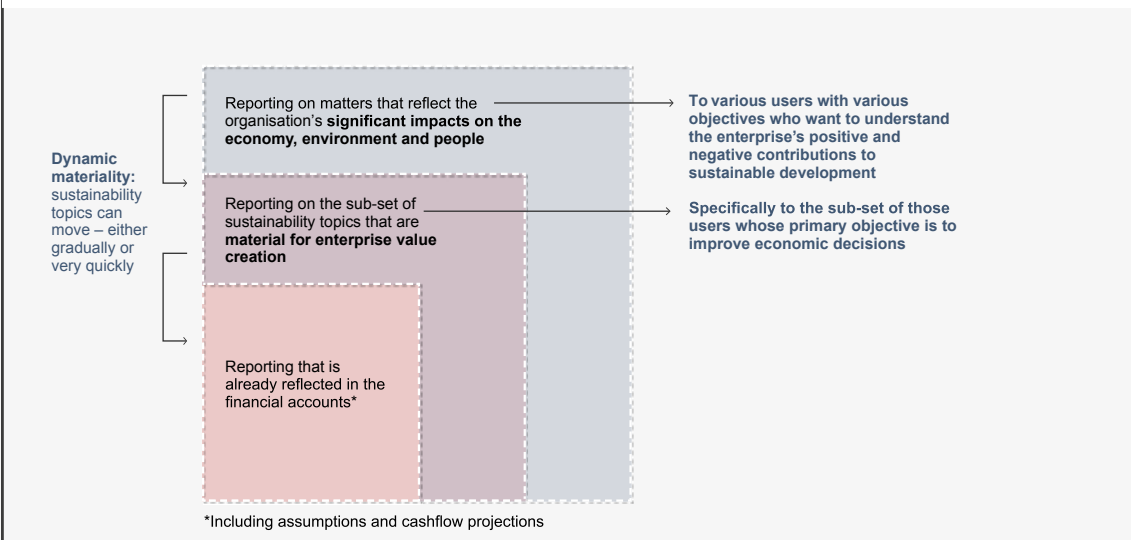 Reporting on matters that reflect the
organisation's significant impacts on the
economy, environment and people
To various users with various
objectives who want to understand
the enterprise's positive and
negative contributions to
sustainable development
Dynamic
materiality:
sustainability
topics can
move – either
gradually or
very quickly
Reporting on the sub-set of
sustainability topics that are
material for enterprise value
creation
Specifically to the sub-set of those
users whose primary objective is to
improve economic decisions
Reporting that is
already reflected in the
financial accounts*
*Including assumptions and cashflow projections